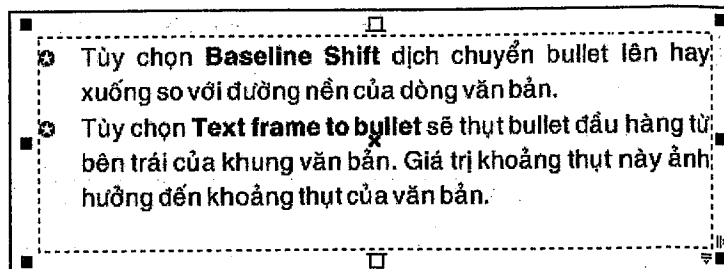 ✪ Tùy chọn Baseline Shift dịch chuyển bullet lên hay
xuống so với đường nền của dòng văn bản.
✪ Tùy chọn Text frame to bullet sẽ thụt bullet đầu hàng từ
bên trái của khung văn bản. Giá trị khoảng thụt này ảnh
hưởng đến khoảng thụt của văn bản.